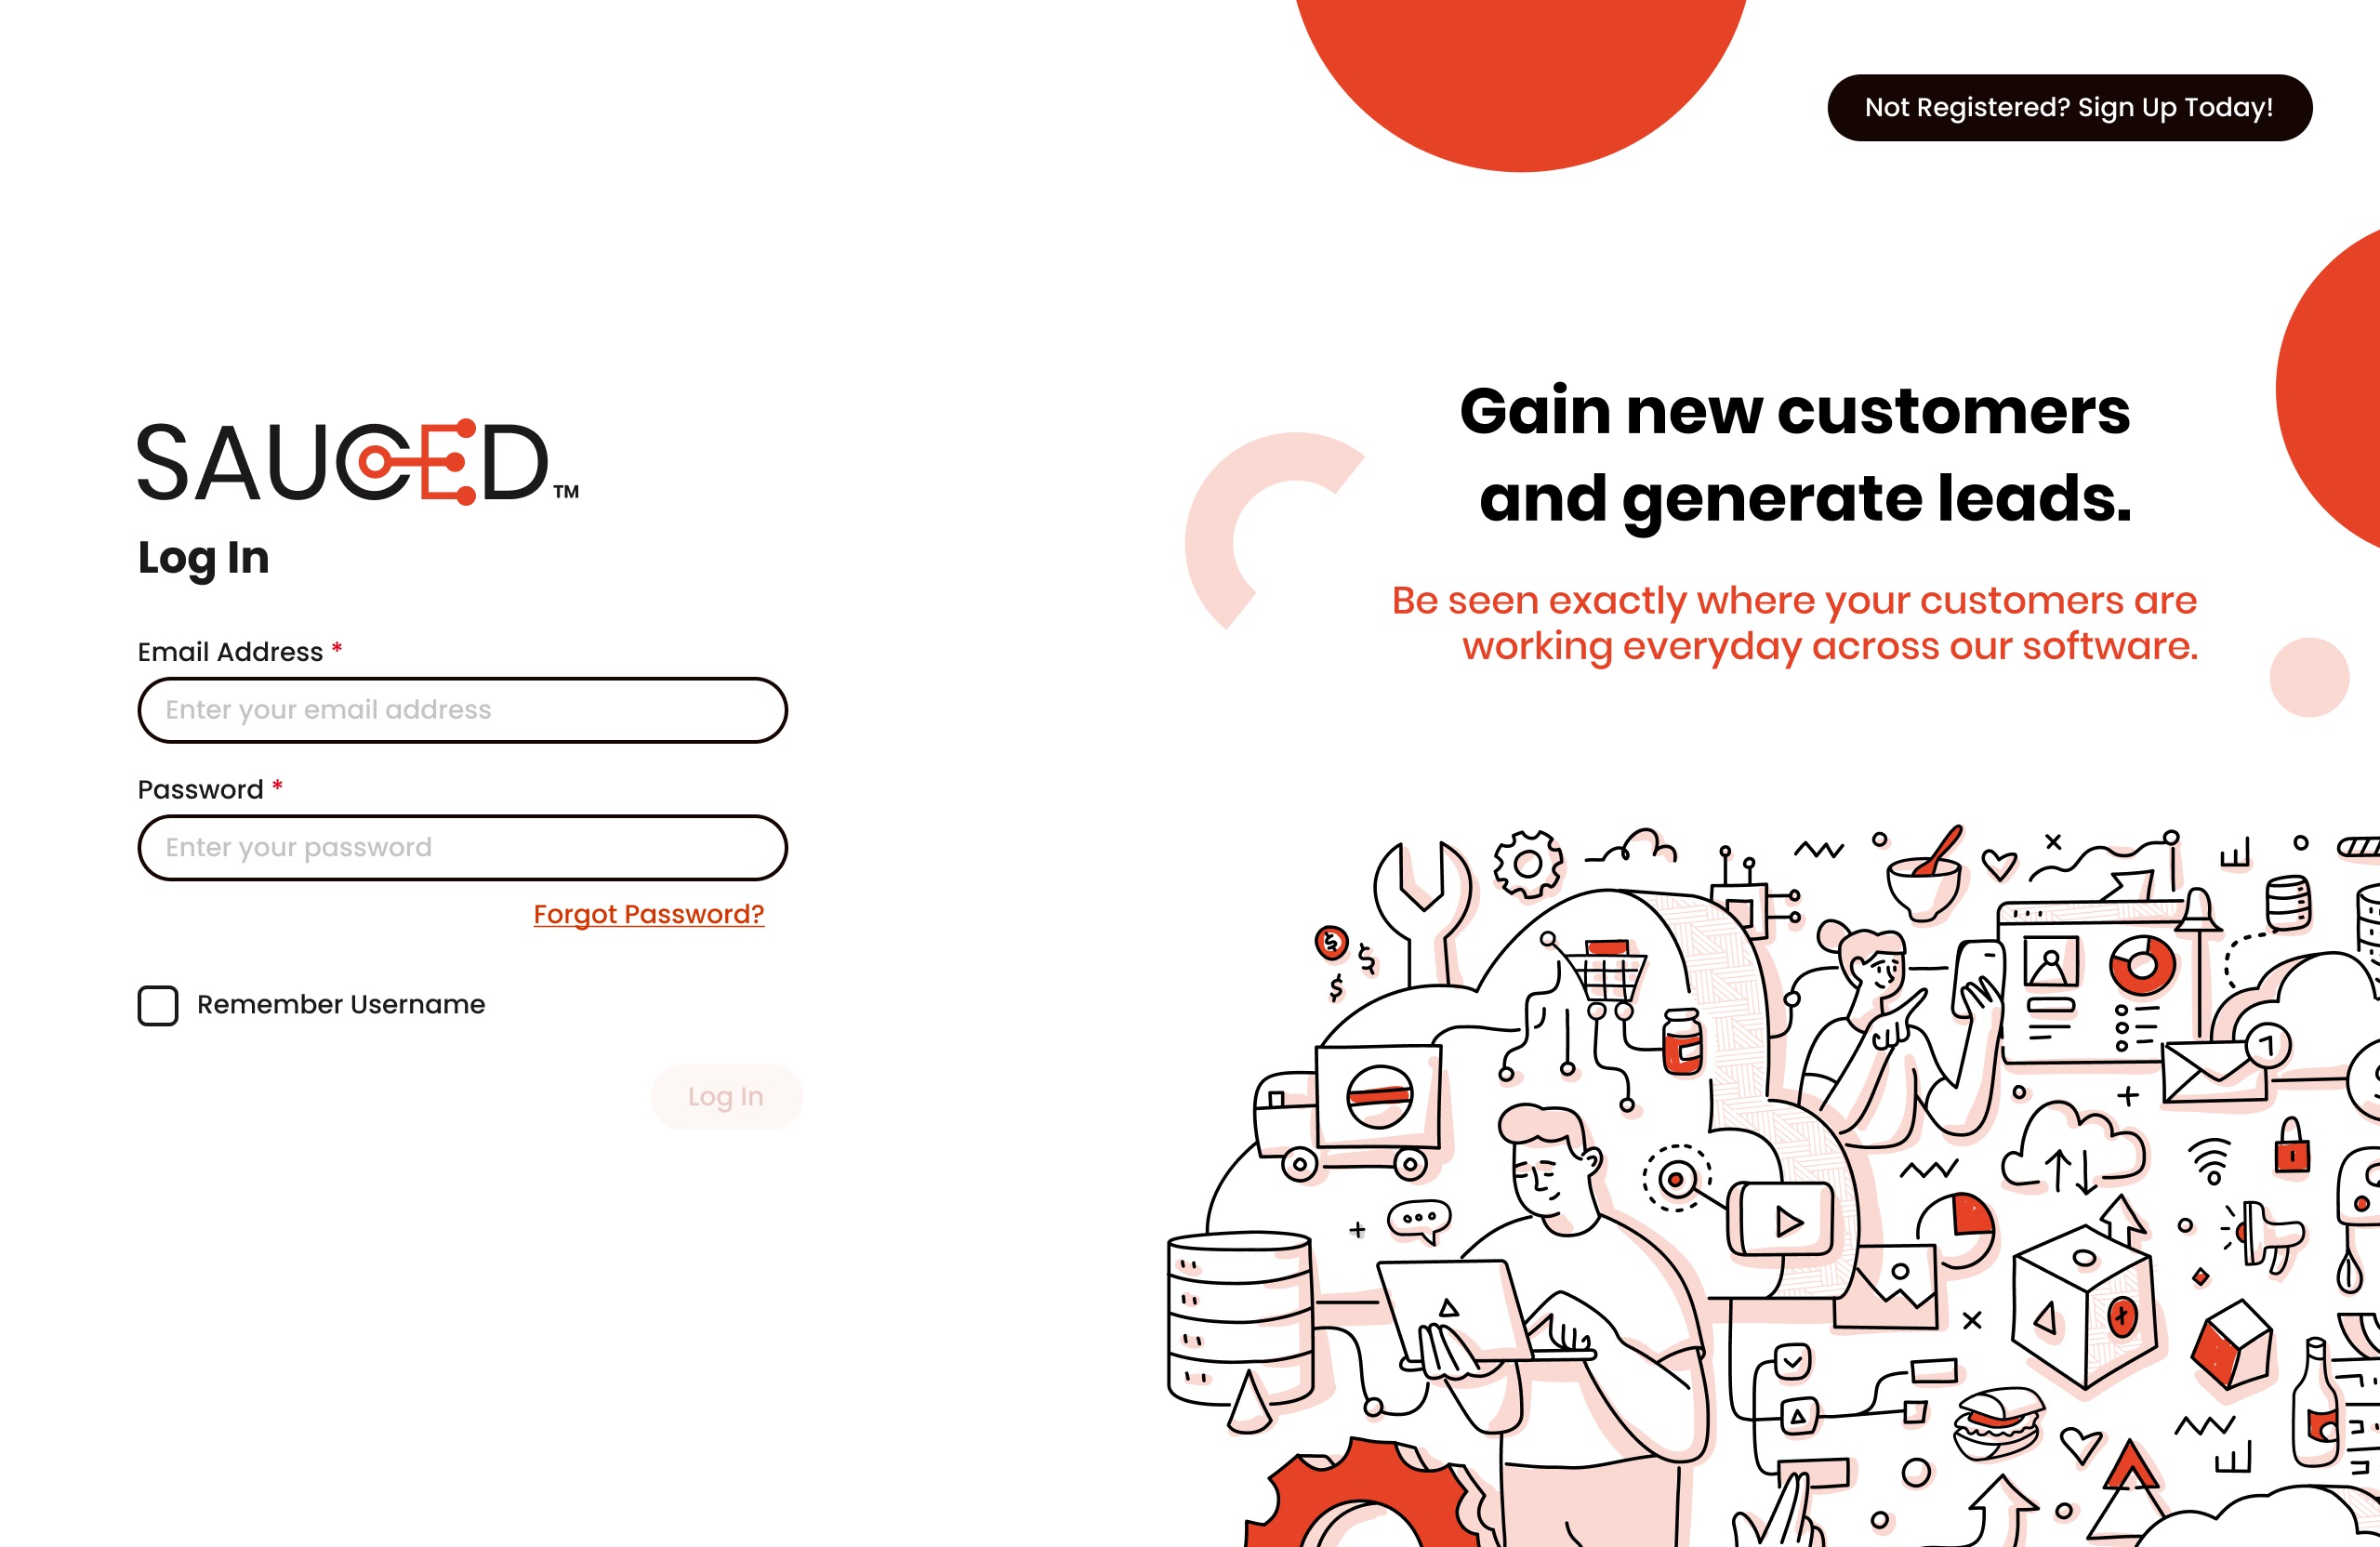 Not Registered? Sign Up Today!
SAUCED™
Log In
Email Address *
Enter your email address
Password *
Enter your password
Forgot Password?
Remember Username
Log In
Gain new customers
and generate leads.
Be seen exactly where your customers are
working everyday across our software.